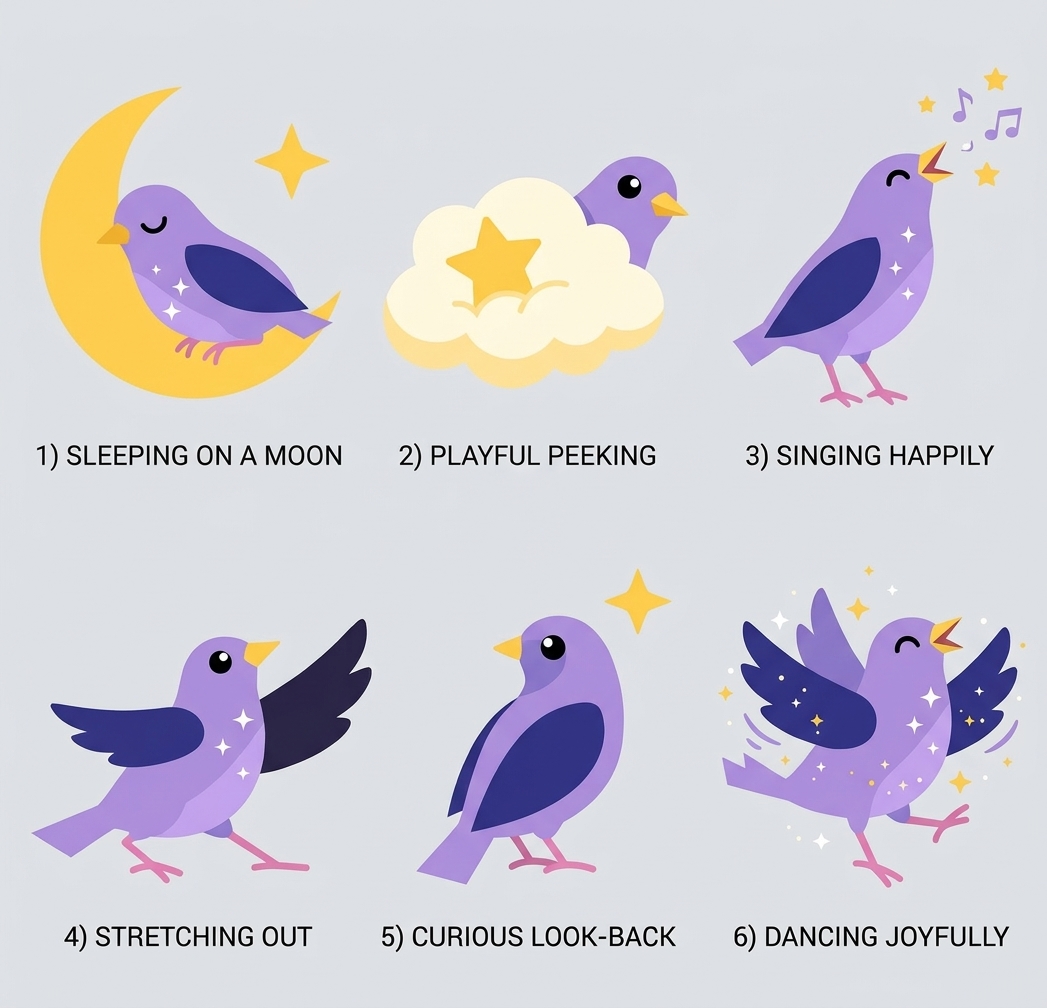 1) SLEEPING ON A MOON
2) PLAYFUL PEEKING
3) SINGING HAPPILY
4) STRETCHING OUT
5) CURIOUS LOOK-BACK
6) DANCING JOYFULLY